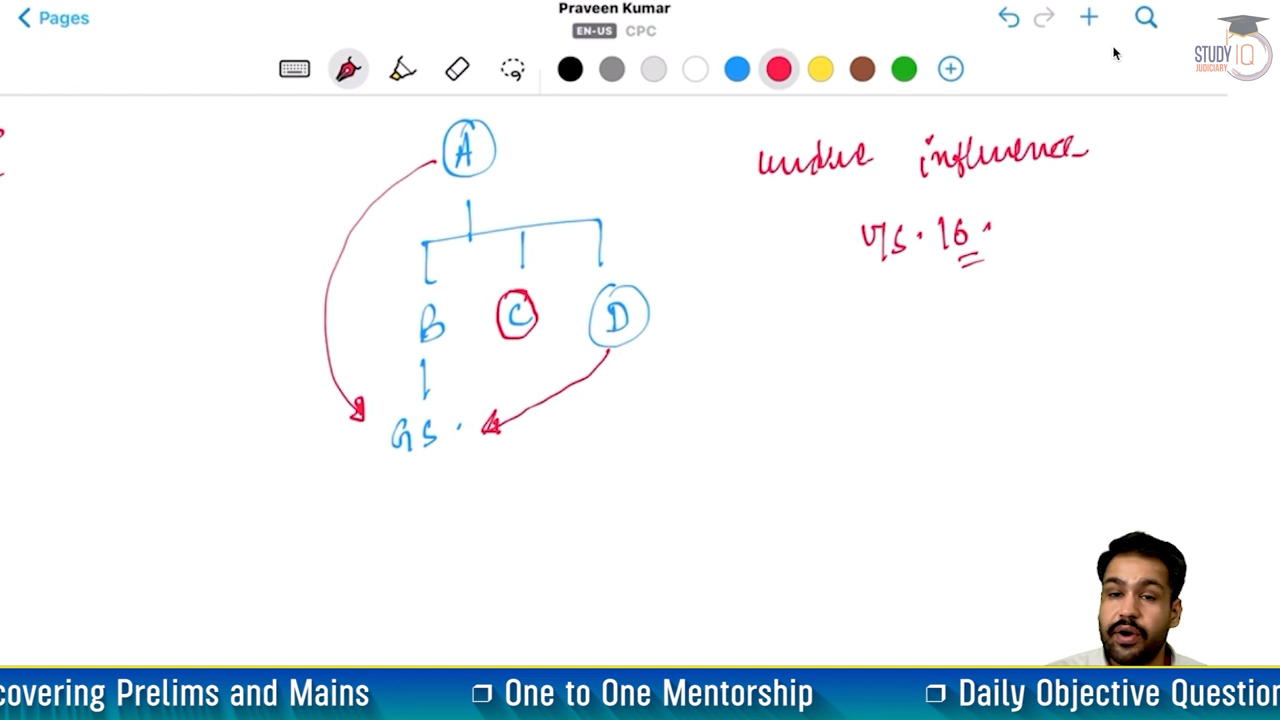 Pages
Praveen Kumar
EN-US CPC
STUDY IQ
JUDICIARY
A
undue influence
U/S. 16.
B C D
GS.
covering Prelims and Mains ❐ One to One Mentorship ❐ Daily Objective Question